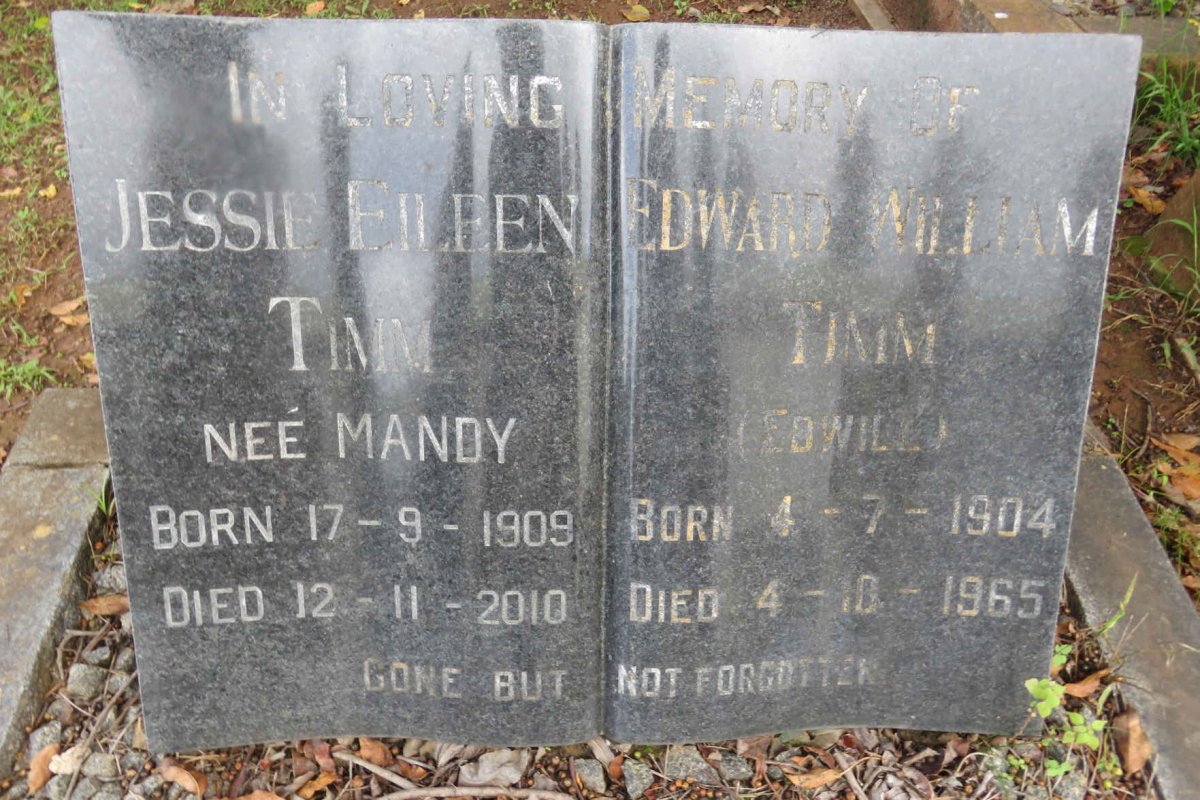 IN LOVING MEMORY OF
JESSIE EILEEN
TIMM
NEÉ MANDY
BORN 17-9-1909
DIED 12-11-2010
EDWARD WILLIAM
TIMM
(EDWILL)
BORN 4-7-1904
DIED 4-10-1965
GONE BUT NOT FORGOTTEN